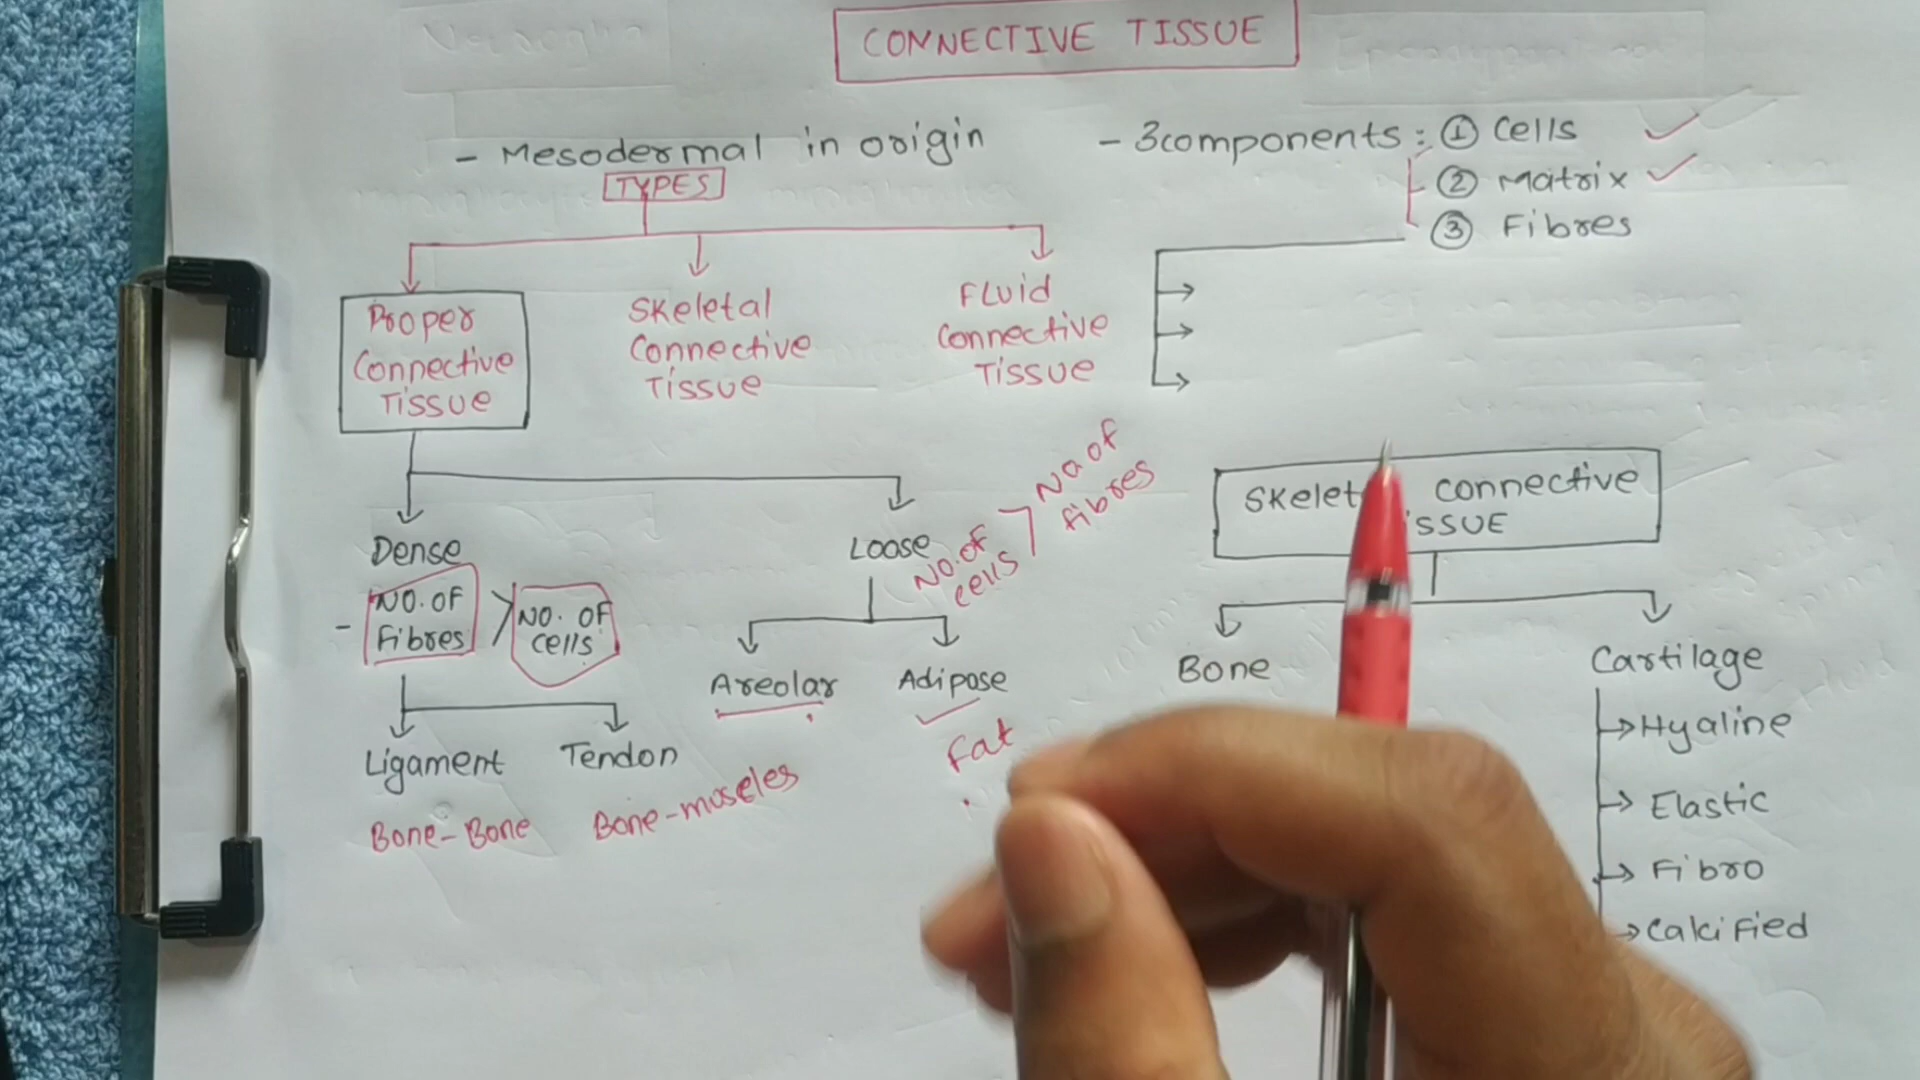 CONNECTIVE TISSUE
- Mesodermal in origin
- 3components: ① Cells
② Matrix
③ Fibres
TYPES
Proper
Connective
Tissue
Skeletal
Connective
Tissue
FLuid
Connective
Tissue
Dense
- NO. OF
Fibres
> NO. OF
cells
Ligament
Tendon
Bone-Bone
Bone-muscles
Loose
No. of
cells
> No of
fibres
Areolar
Adipose
Fat
Skelet connective
ISSUE
Bone
Cartilage
Hyaline
Elastic
Fibro
Calcified